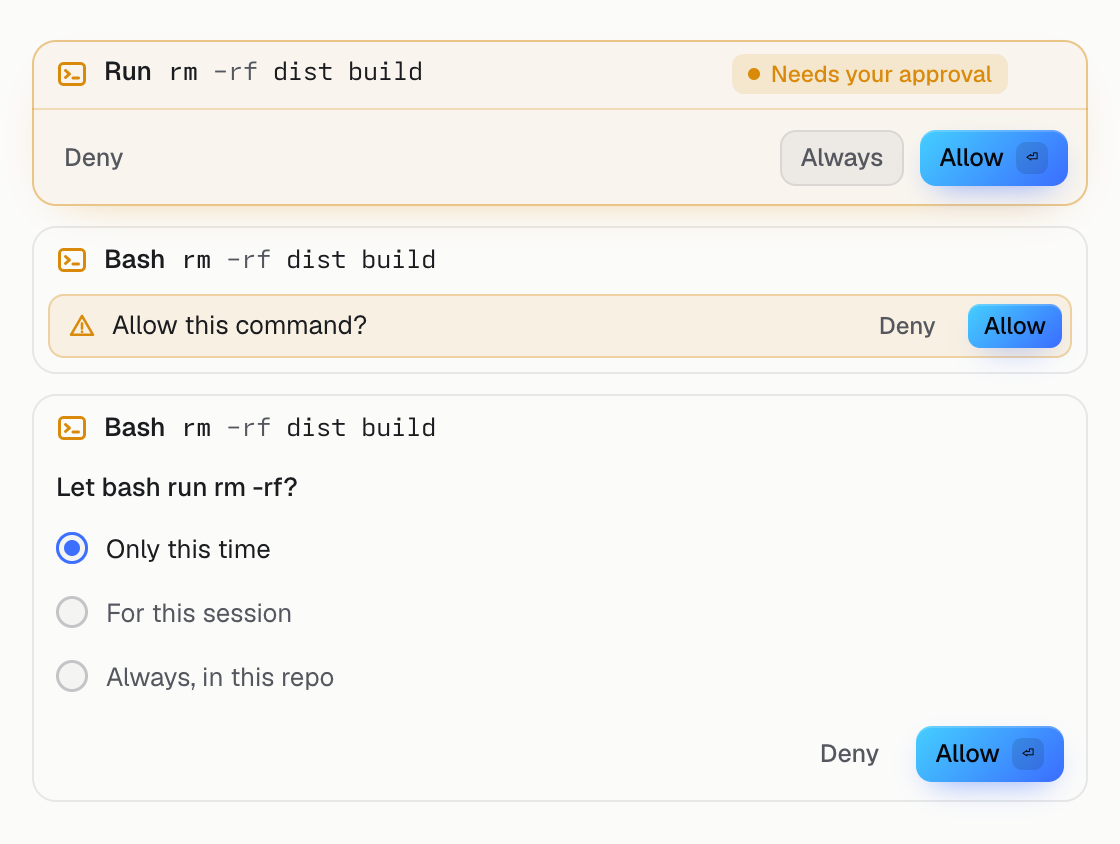 Run rm -rf dist build Needs your approval
Deny Always Allow ⏎
Bash rm -rf dist build
Allow this command? Deny Allow
Bash rm -rf dist build
Let bash run rm -rf?
Only this time
For this session
Always, in this repo
Deny Allow ⏎